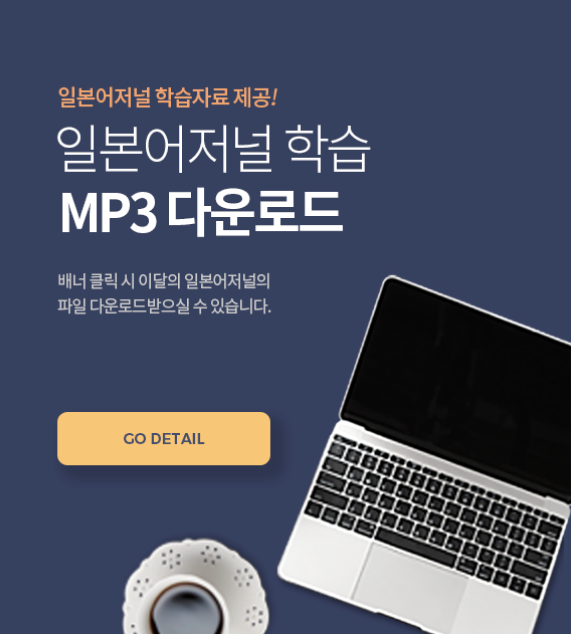 일본어저널 학습자료 제공!
일본어저널 학습
MP3 다운로드
배너 클릭 시 이달의 일본어저널의
파일 다운로드받으실 수 있습니다.
GO DETAIL